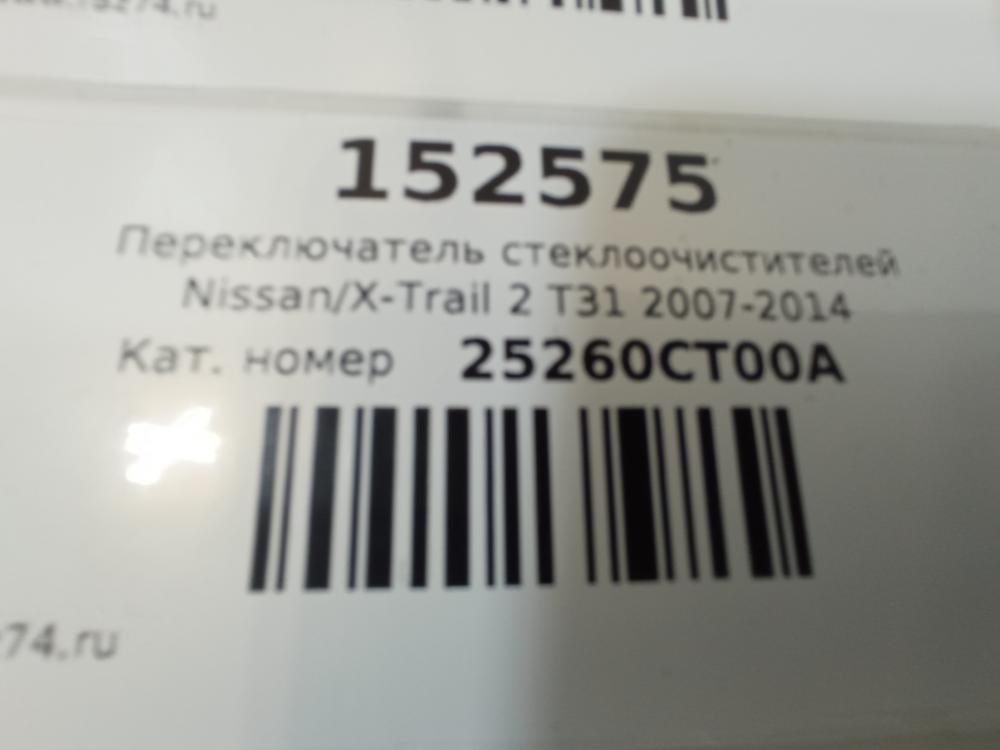 152575
Переключатель стеклоочистителей
Nissan/X-Trail 2 T31 2007-2014
Кат. номер 25260CT00A
74.ru